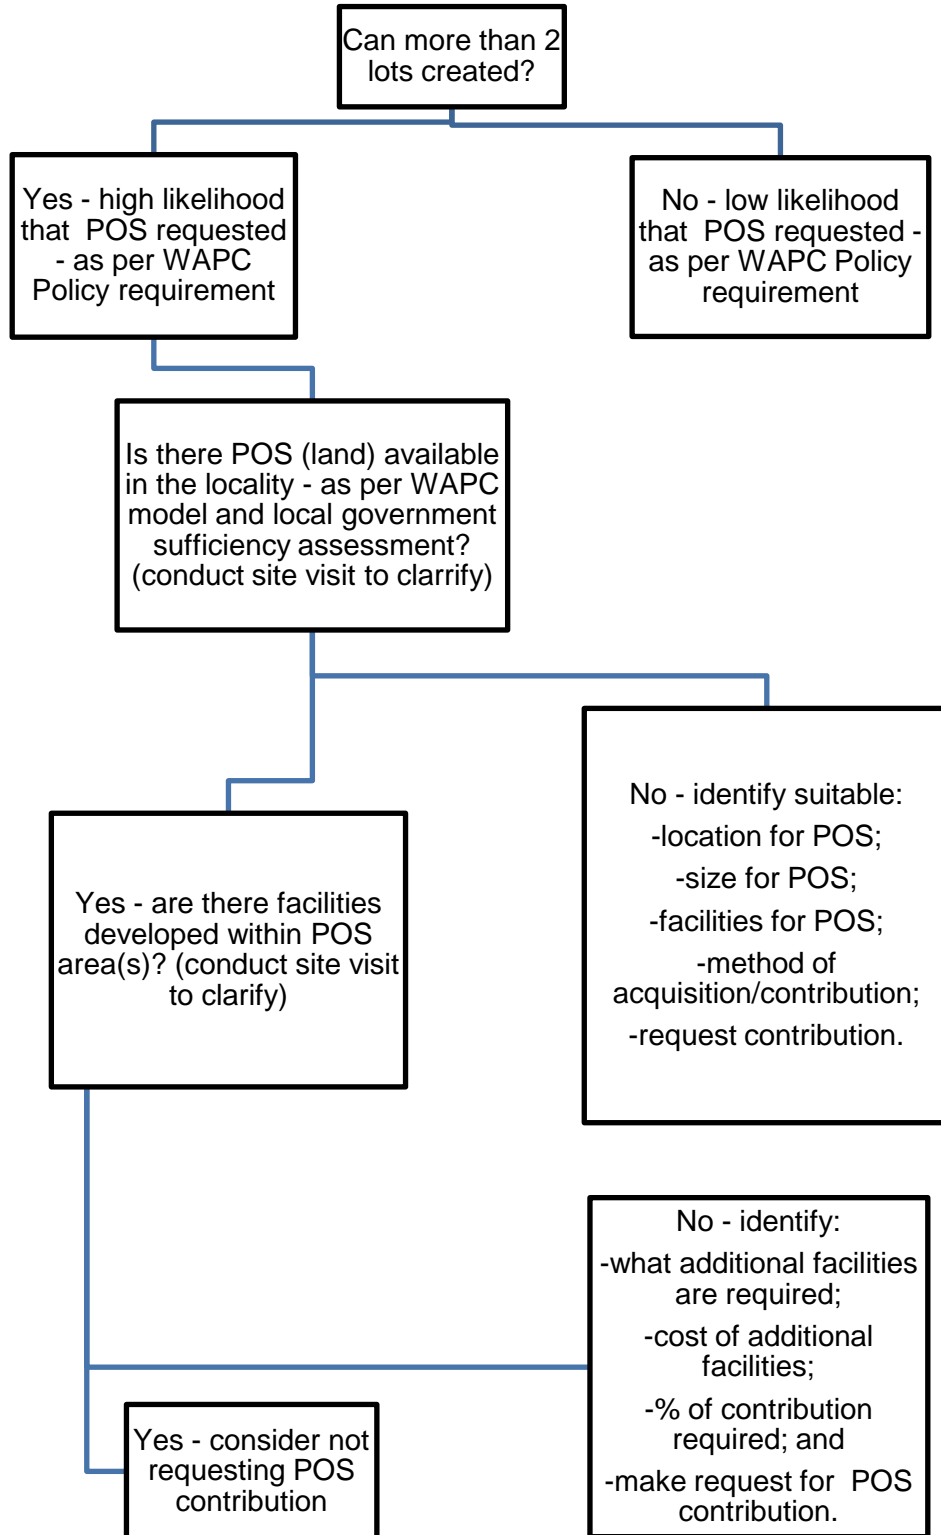 Can more than 2
lots created?
Yes - high likelihood
that POS requested
- as per WAPC
Policy requirement
No - low likelihood
that POS requested -
as per WAPC Policy
requirement
Is there POS (land) available
in the locality - as per WAPC
model and local government
sufficiency assessment?
(conduct site visit to clarrify)
No - identify suitable:
-location for POS;
-size for POS;
-facilities for POS;
-method of
acquisition/contribution;
-request contribution.
Yes - are there facilities
developed within POS
area(s)? (conduct site visit
to clarify)
No - identify:
-what additional facilities
are required;
-cost of additional
facilities;
-% of contribution
required; and
-make request for POS
contribution.
Yes - consider not
requesting POS
contribution